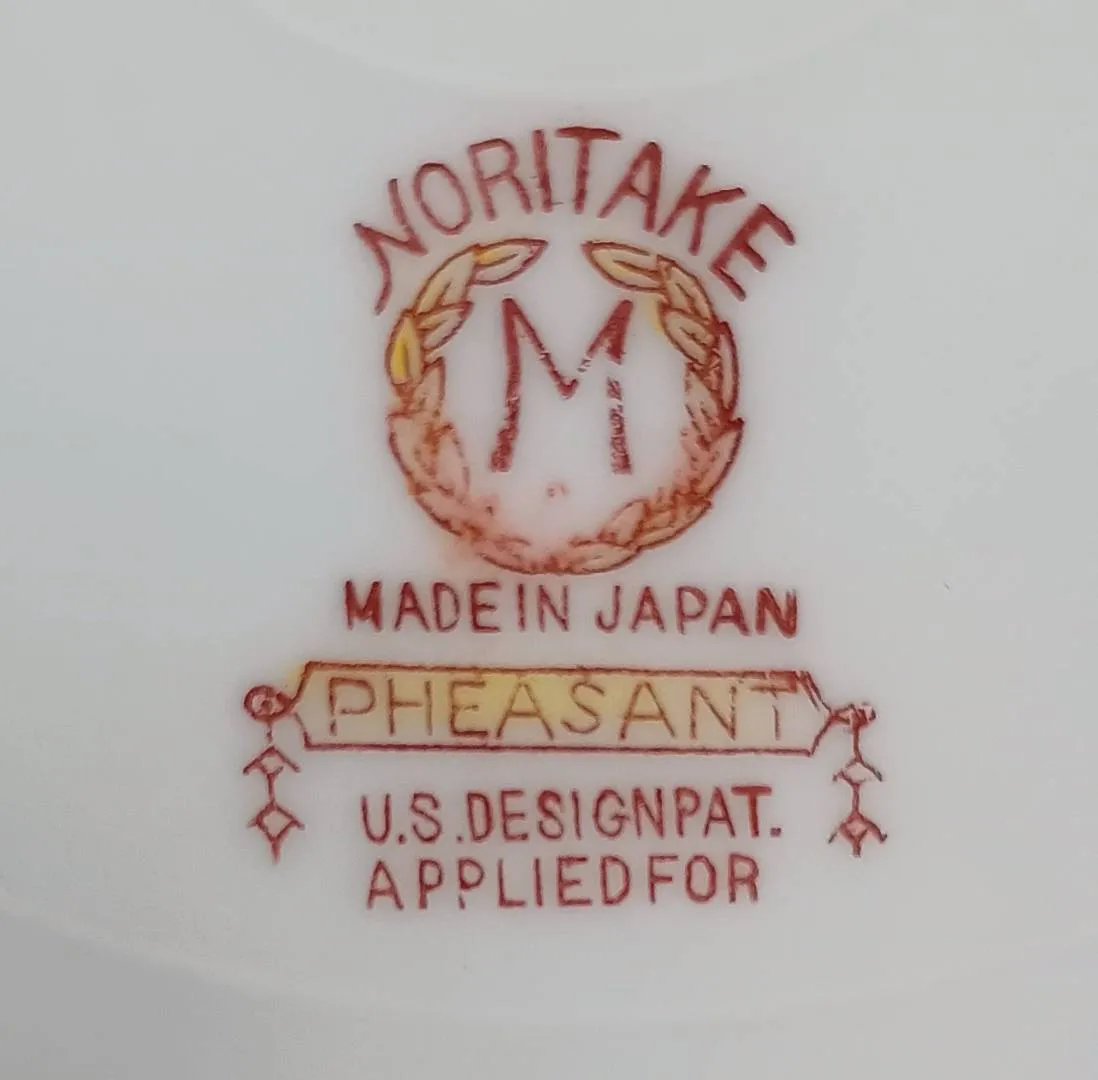 NORITAKE
M
MADE IN JAPAN
PHEASANT
U.S. DESIGN PAT.
APPLIED FOR